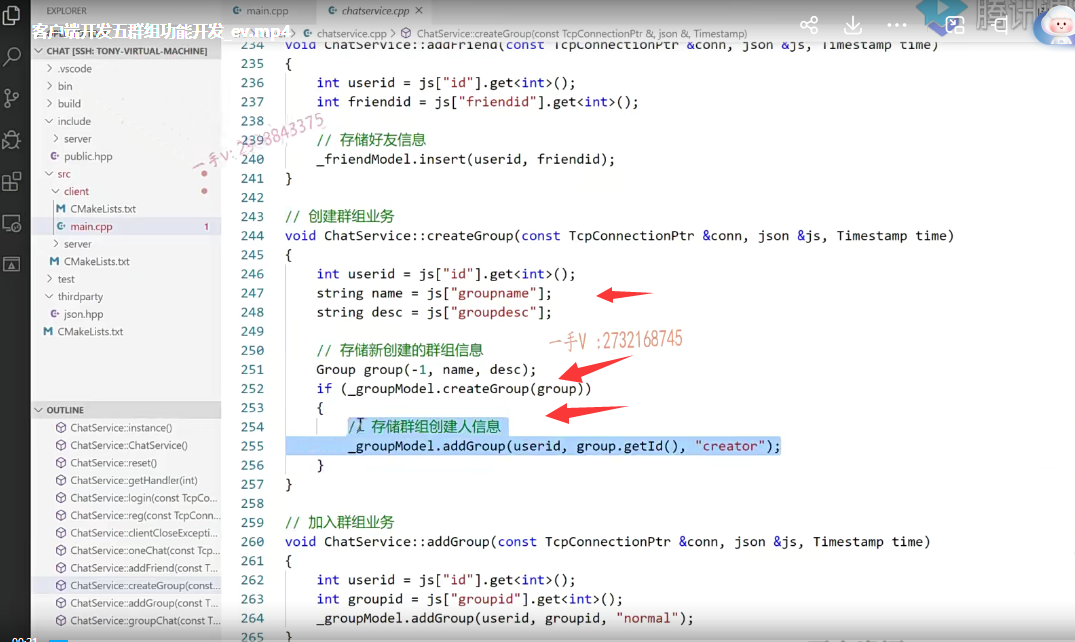 EXPLORER
main.cpp
chatservice.cpp
客户端开发五群组功能开发_ev.mp4
chatservice.cpp > ChatService::createGroup(const TcpConnectionPtr &, json &, Timestamp)
CHAT [SSH: TONY-VIRTUAL-MACHINE]
.vscode
bin
build
include
server
public.hpp
src
client
CMakeLists.txt
main.cpp 1
server
CMakeLists.txt
test
thirdparty
json.hpp
CMakeLists.txt
OUTLINE
ChatService::instance()
ChatService::ChatService()
ChatService::reset()
ChatService::getHandler(int)
ChatService::login(const TcpCo...
ChatService::reg(const TcpConn...
ChatService::clientCloseExcepti...
ChatService::oneChat(const Tcp...
ChatService::addFriend(const T...
ChatService::createGroup(const...
ChatService::addGroup(const T...
ChatService::groupChat(const T...
234 void ChatService::addFriend(const TcpConnectionPtr &conn, json &js, Timestamp time)
235 {
236 int userid = js["id"].get<int>();
237 int friendid = js["friendid"].get<int>();
238
239 // 存储好友信息
240 _friendModel.insert(userid, friendid);
241 }
242
243 // 创建群组业务
244 void ChatService::createGroup(const TcpConnectionPtr &conn, json &js, Timestamp time)
245 {
246 int userid = js["id"].get<int>();
247 string name = js["groupname"];
248 string desc = js["groupdesc"];
249
250 // 存储新创建的群组信息
251 Group group(-1, name, desc);
252 if (_groupModel.createGroup(group))
253 {
254 // 存储群组创建人信息
255 _groupModel.addGroup(userid, group.getId(), "creator");
256 }
257 }
258
259 // 加入群组业务
260 void ChatService::addGroup(const TcpConnectionPtr &conn, json &js, Timestamp time)
261 {
262 int userid = js["id"].get<int>();
263 int groupid = js["groupid"].get<int>();
264 _groupModel.addGroup(userid, groupid, "normal");
265 }
一手V :2732168745